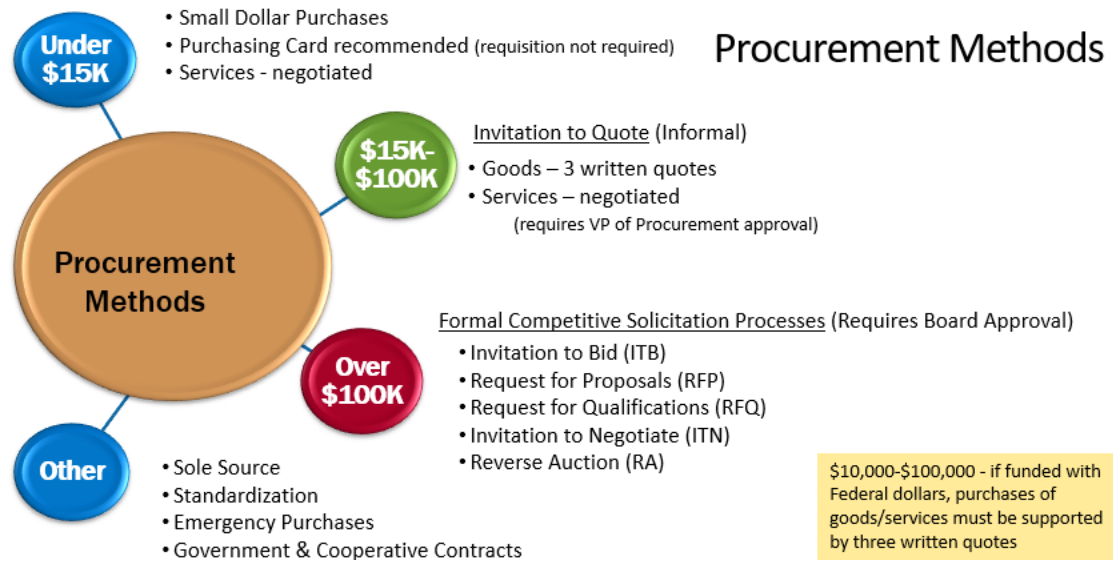 Procurement Methods
Under
$15K
• Small Dollar Purchases
• Purchasing Card recommended (requisition not required)
• Services - negotiated
$15K-
$100K
Invitation to Quote (Informal)
• Goods – 3 written quotes
• Services – negotiated
(requires VP of Procurement approval)
Procurement
Methods
Over
$100K
Formal Competitive Solicitation Processes (Requires Board Approval)
• Invitation to Bid (ITB)
• Request for Proposals (RFP)
• Request for Qualifications (RFQ)
• Invitation to Negotiate (ITN)
• Reverse Auction (RA)
Other
• Sole Source
• Standardization
• Emergency Purchases
• Government & Cooperative Contracts
$10,000-$100,000 - if funded with
Federal dollars, purchases of
goods/services must be supported
by three written quotes